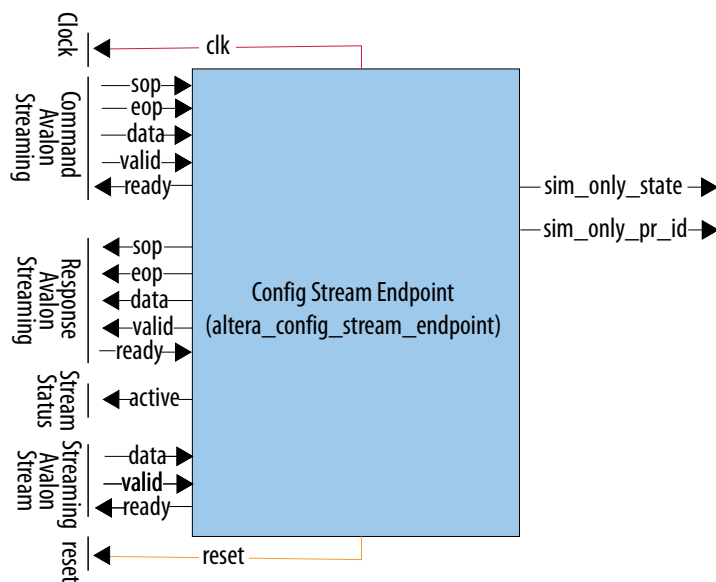 Clock
clk
Command
Avalon
Streaming
sop
eop
data
valid
ready
sim_only_state
sim_only_pr_id
Response
Avalon
Streaming
sop
eop
data
valid
ready
Config Stream Endpoint
(altera_config_stream_endpoint)
Stream
Status
active
Streaming
Avalon
Stream
data
valid
ready
reset
reset